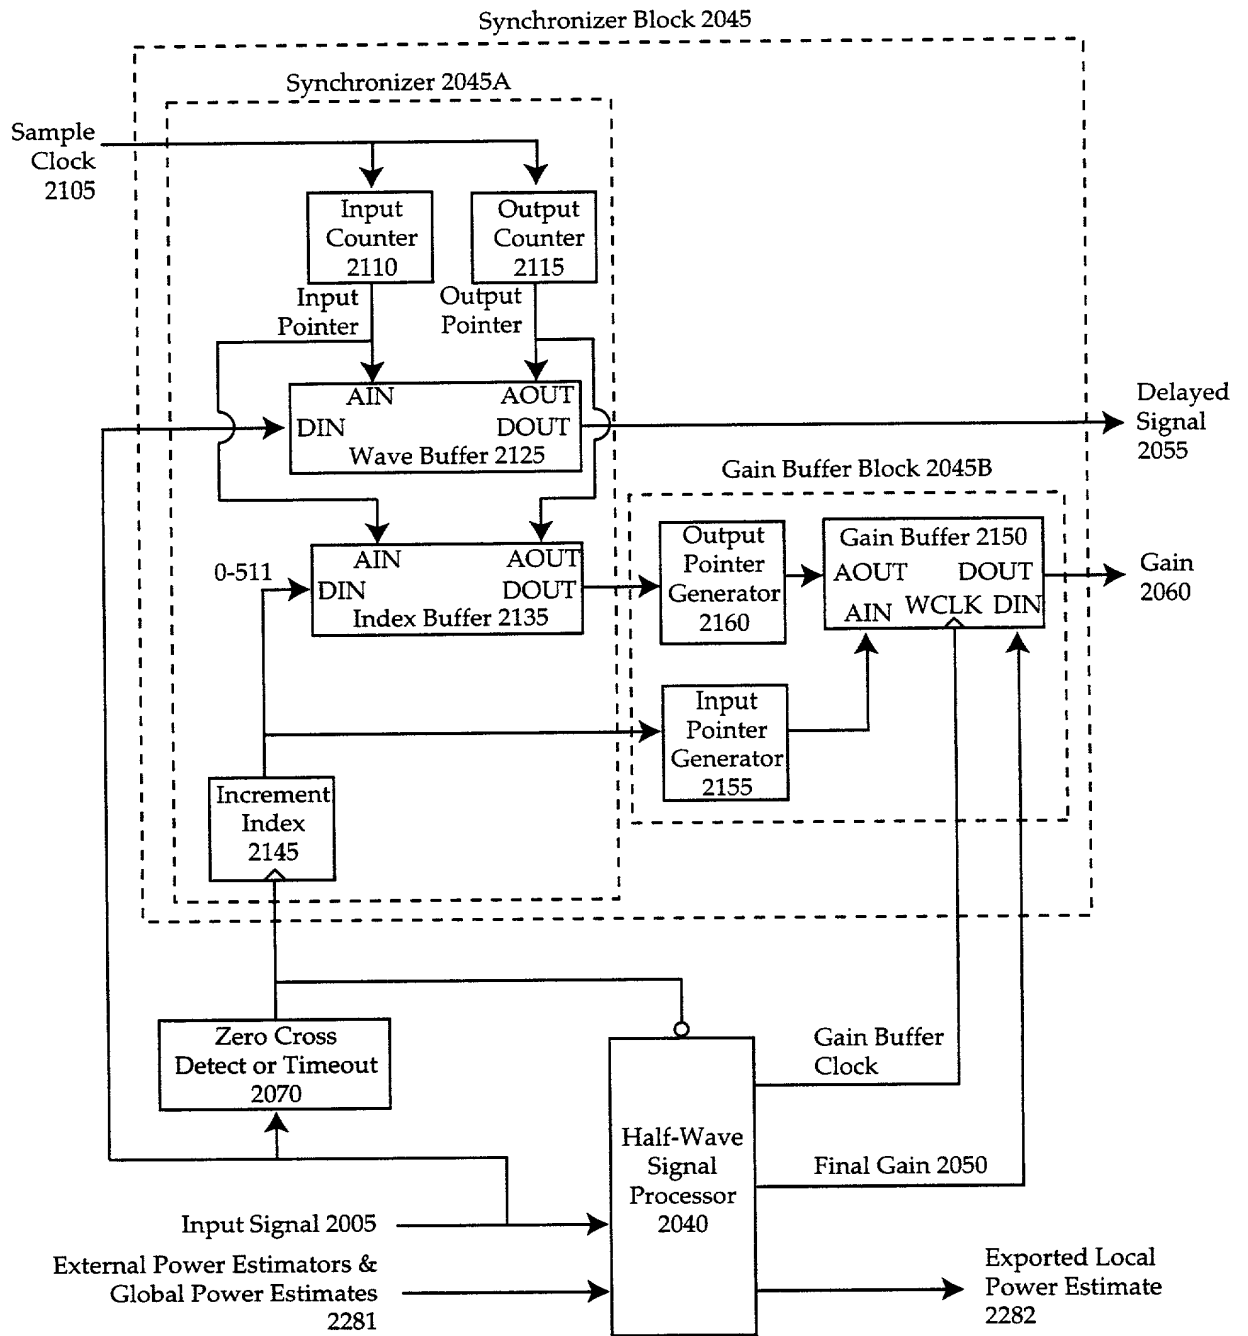 Synchronizer Block 2045
Synchronizer 2045A
Sample
Clock
2105
Input
Counter
2110
Output
Counter
2115
Input
Pointer
Output
Pointer
AIN
AOUT
DIN
DOUT
Wave Buffer 2125
Delayed
Signal
2055
Gain Buffer Block 2045B
0-511
AIN
AOUT
DIN
DOUT
Index Buffer 2135
Output
Pointer
Generator
2160
Gain Buffer 2150
AOUT
DOUT
AIN
WCLK
DIN
Gain
2060
Input
Pointer
Generator
2155
Increment
Index
2145
Zero Cross
Detect or Timeout
2070
Gain Buffer
Clock
Half-Wave
Signal
Processor
2040
Final Gain 2050
Input Signal 2005
External Power Estimators &
Global Power Estimates
2281
Exported Local
Power Estimate
2282